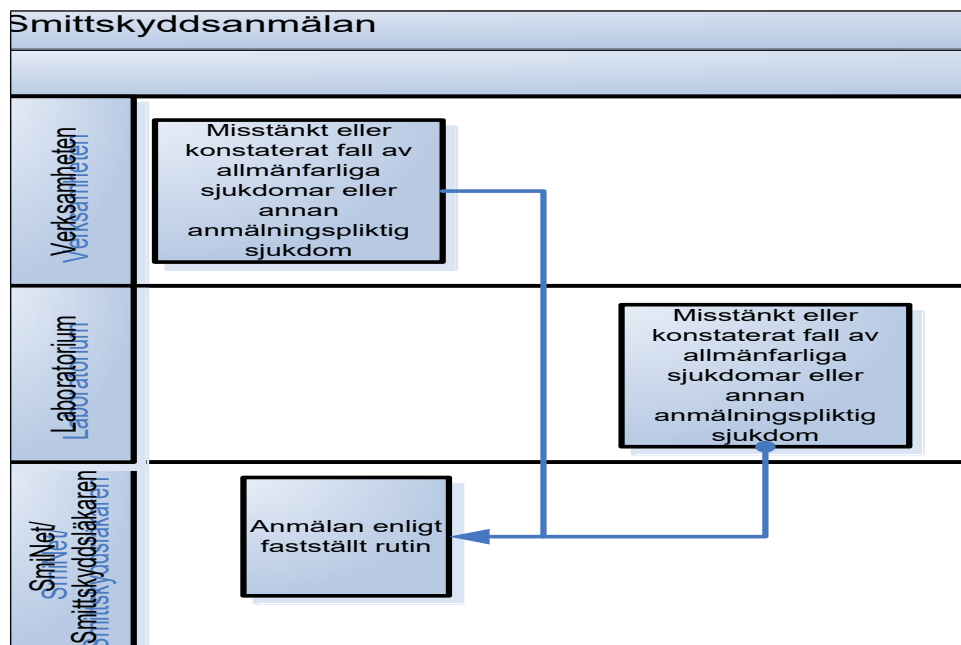 Smittskyddsanmälan
Verksamheten
Misstänkt eller
konstaterat fall av
allmänfarliga
sjukdomar eller
annan
anmälningspliktig
sjukdom
Laboratorium
Misstänkt eller
konstaterat fall av
allmänfarliga
sjukdomar eller
annan
anmälningspliktig
sjukdom
SmiNet/
Smittskyddsläkaren
Anmälan enligt
fastställt rutin